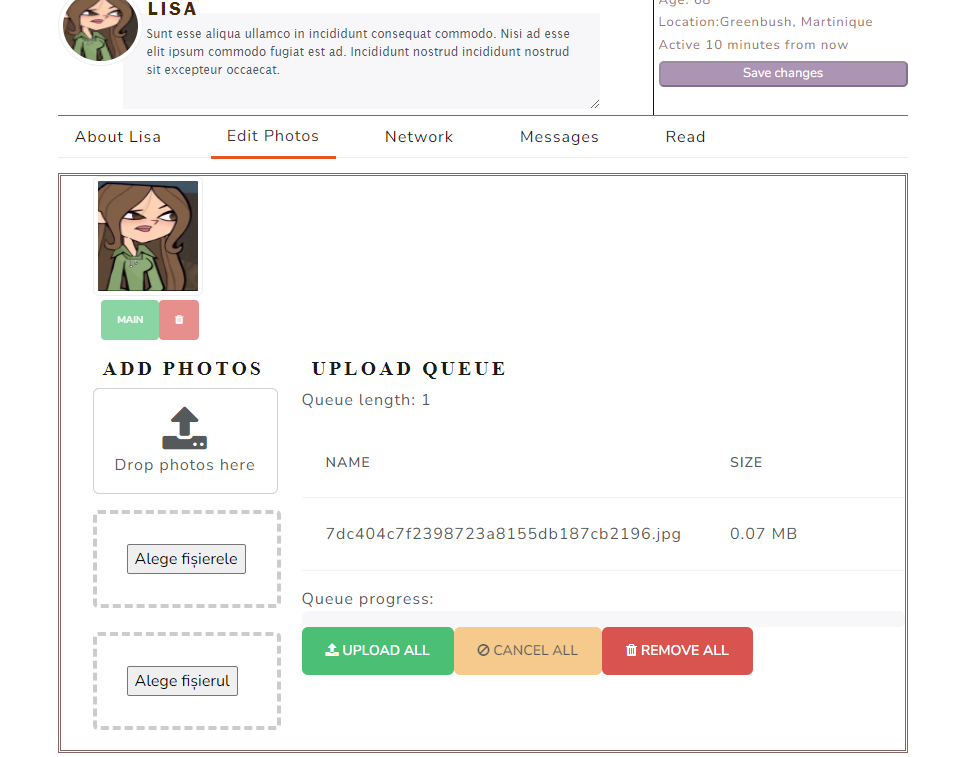 LISA
Sunt esse aliqua ullamco in incididunt consequat commodo. Nisi ad esse
elit ipsum commodo fugiat est ad. Incididunt nostrud incididunt nostrud
sit excepteur occaecat.
Age: 68
Location:Greenbush, Martinique
Active 10 minutes from now
Save changes
About Lisa
Edit Photos
Network
Messages
Read
MAIN
ADD PHOTOS
Drop photos here
Alege fișierele
Alege fișierul
UPLOAD QUEUE
Queue length: 1
NAME SIZE
7dc404c7f2398723a8155db187cb2196.jpg 0.07 MB
Queue progress:
UPLOAD ALL
CANCEL ALL
REMOVE ALL